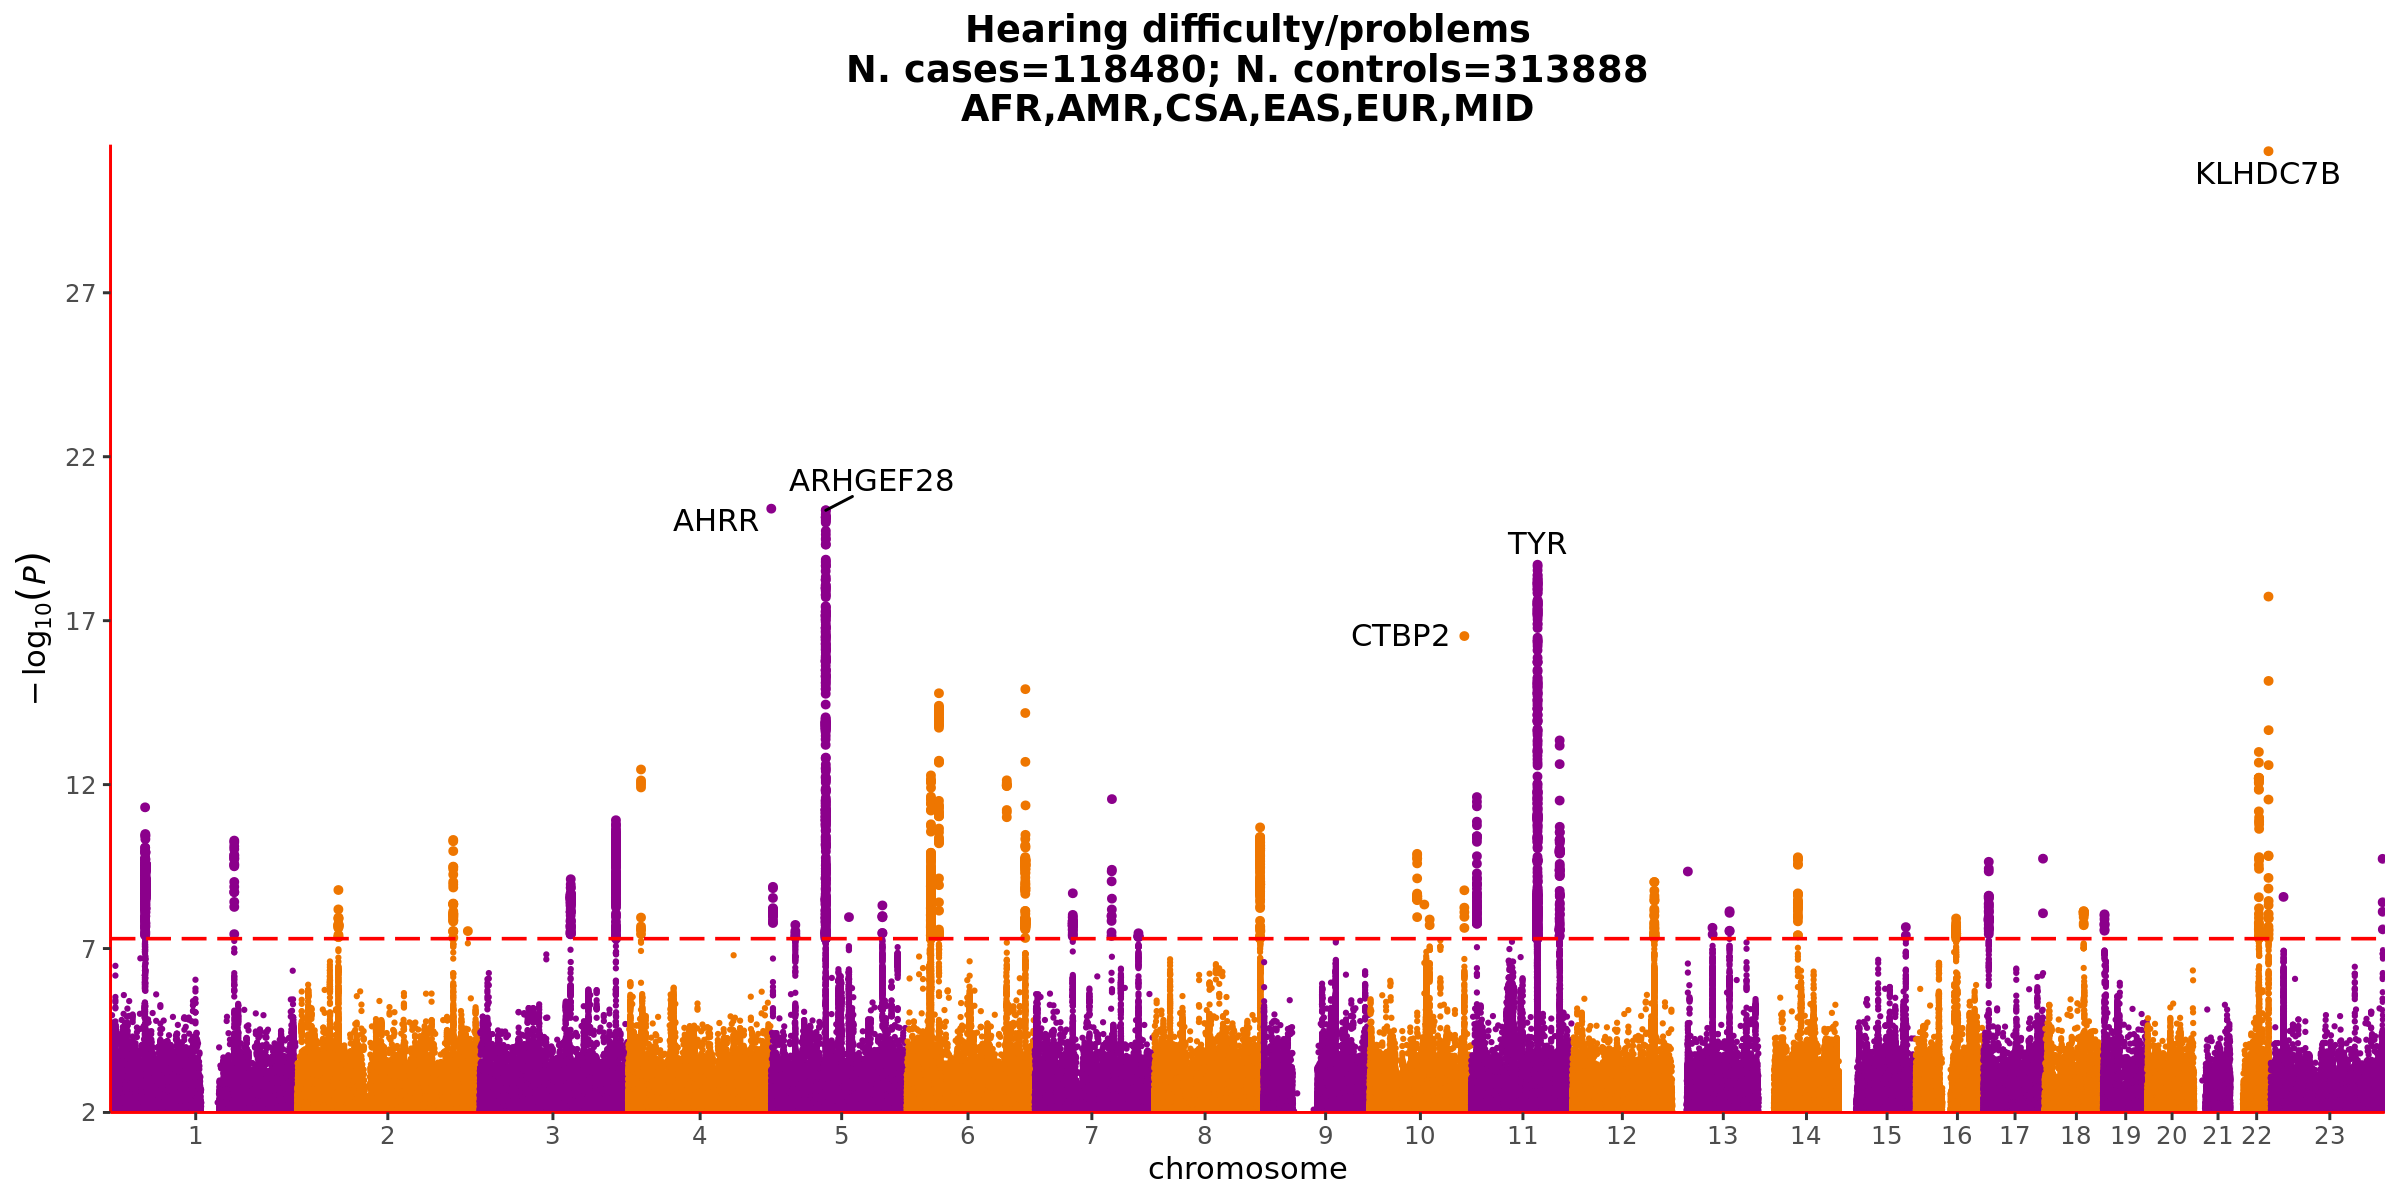 Hearing difficulty/problems
N. cases=118480; N. controls=313888
AFR,AMR,CSA,EAS,EUR,MID
KLHDC7B
27
22
ARHGEF28
AHRR
TYR
17
CTBP2
12
7
2
−log₁₀(P)
1 2 3 4 5 6 7 8 9 10 11 12 13 14 15 16 17 18 19 20 21 22 23
chromosome